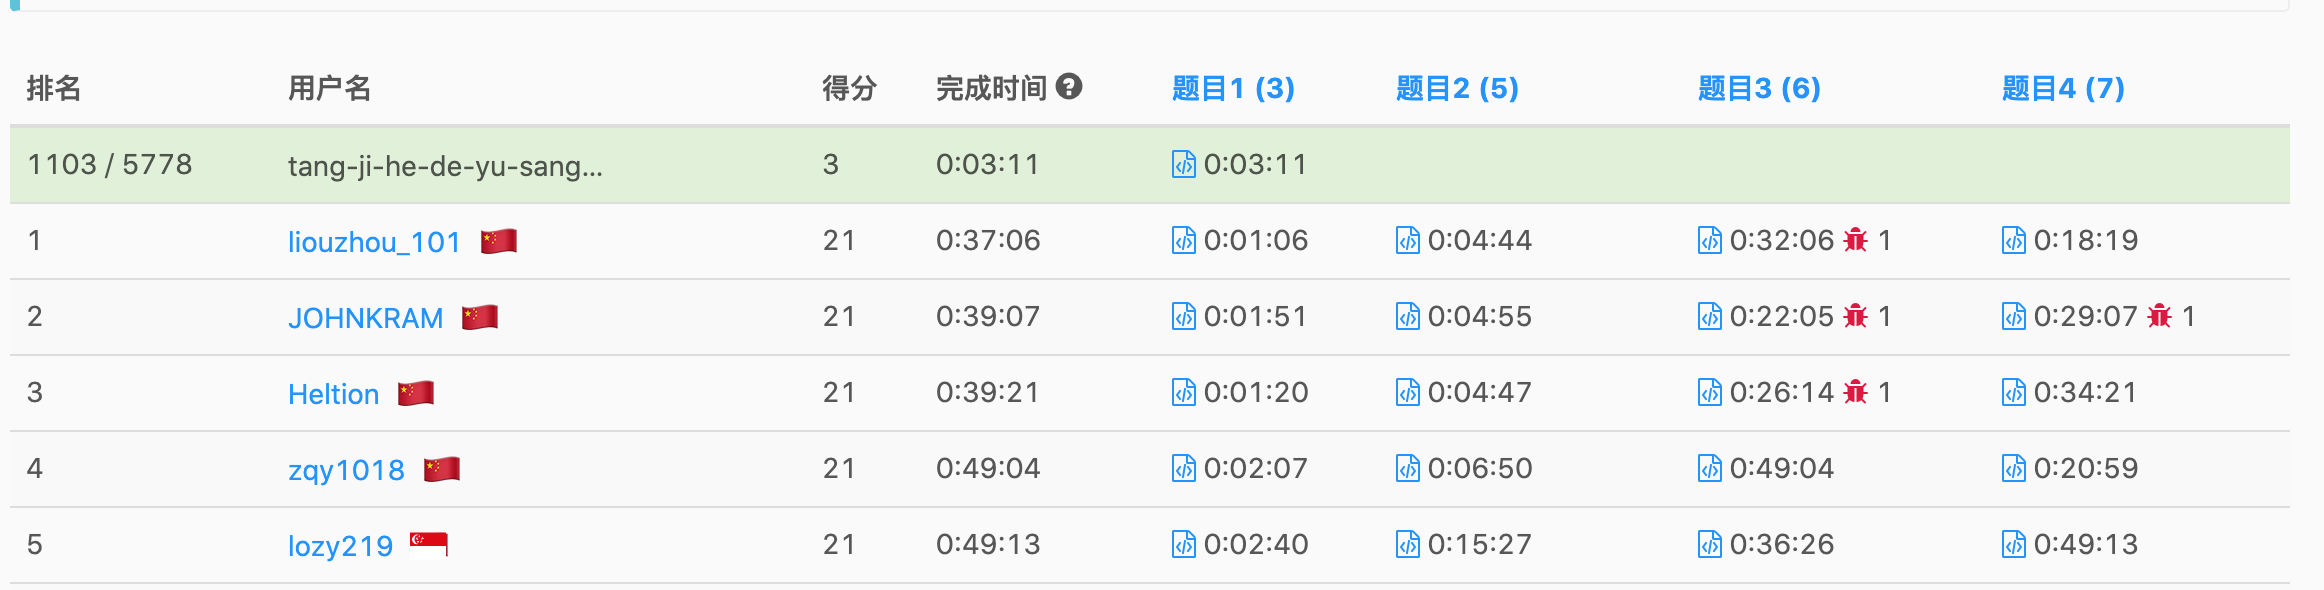 排名 用户名 得分 完成时间 题目1 (3) 题目2 (5) 题目3 (6) 题目4 (7)
1103 / 5778 tang-ji-he-de-yu-sang... 3 0:03:11 0:03:11
1 liouzhou_101 21 0:37:06 0:01:06 0:04:44 0:32:06 1 0:18:19
2 JOHNKRAM 21 0:39:07 0:01:51 0:04:55 0:22:05 1 0:29:07 1
3 Heltion 21 0:39:21 0:01:20 0:04:47 0:26:14 1 0:34:21
4 zqy1018 21 0:49:04 0:02:07 0:06:50 0:49:04 0:20:59
5 lozy219 21 0:49:13 0:02:40 0:15:27 0:36:26 0:49:13